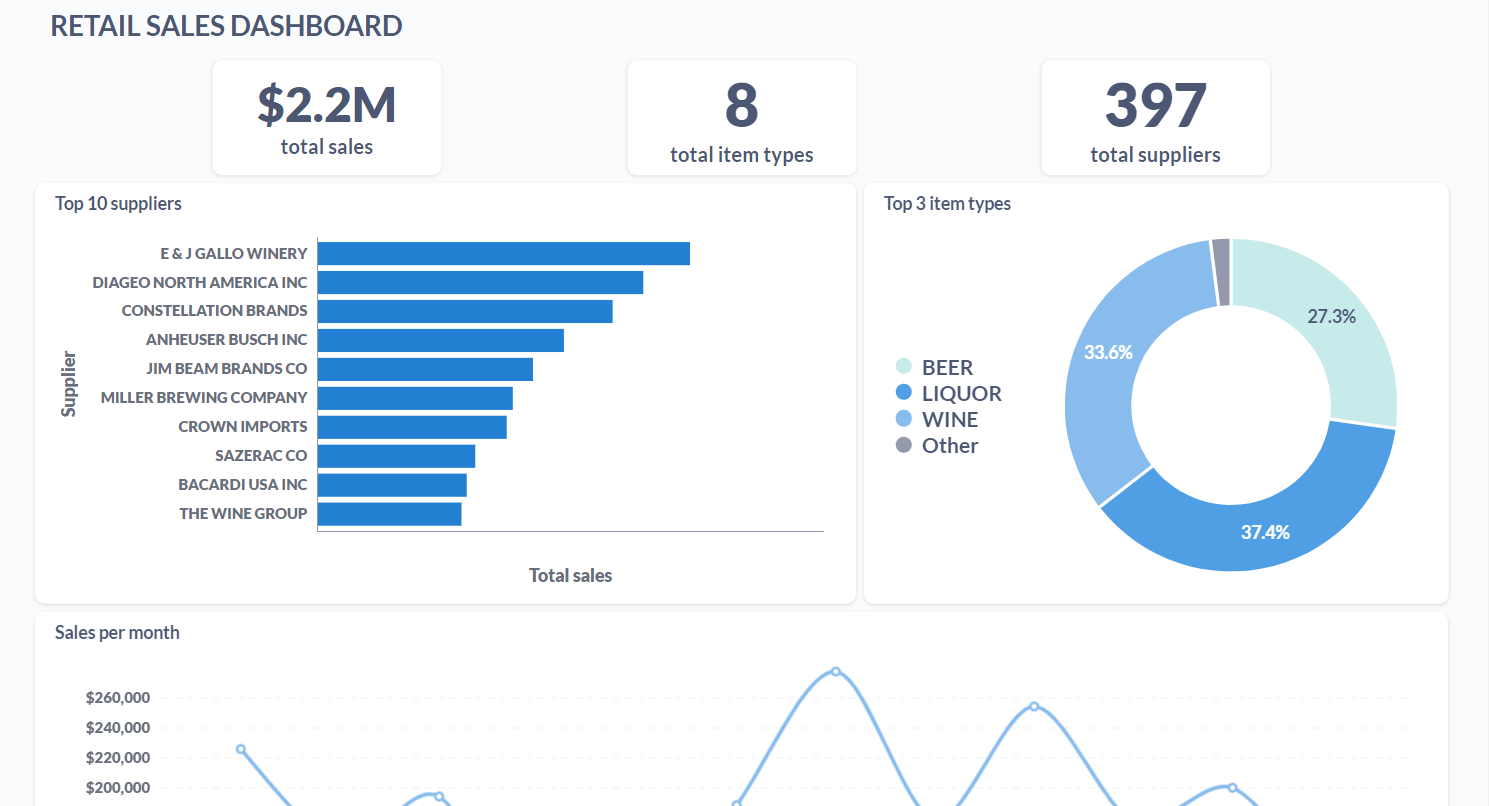 RETAIL SALES DASHBOARD
$2.2M
total sales
8
total item types
397
total suppliers
Top 10 suppliers
Supplier
E & J GALLO WINERY
DIAGEO NORTH AMERICA INC
CONSTELLATION BRANDS
ANHEUSER BUSCH INC
JIM BEAM BRANDS CO
MILLER BREWING COMPANY
CROWN IMPORTS
SAZERAC CO
BACARDI USA INC
THE WINE GROUP
Total sales
Top 3 item types
BEER
LIQUOR
WINE
Other
27.3%
33.6%
37.4%
Sales per month
$260,000
$240,000
$220,000
$200,000